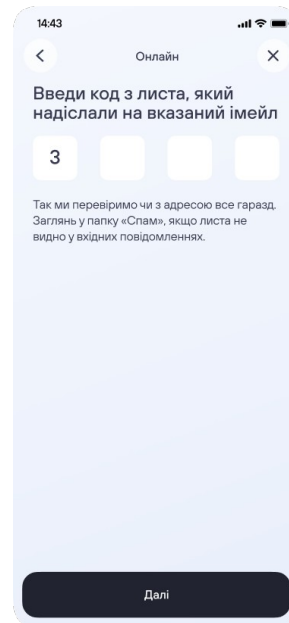 14:43
Онлайн
Введи код з листа, який
надіслали на вказаний імейл
3
Так ми перевіримо чи з адресою все гаразд.
Заглянь у папку «Спам», якщо листа не
видно у вхідних повідомленнях.
Далі